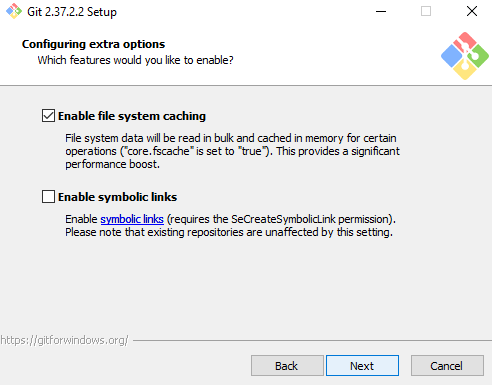 Git 2.37.2.2 Setup
Configuring extra options
Which features would you like to enable?
Enable file system caching
File system data will be read in bulk and cached in memory for certain
operations ("core.fscache" is set to "true"). This provides a significant
performance boost.
Enable symbolic links
Enable symbolic links (requires the SeCreateSymbolicLink permission).
Please note that existing repositories are unaffected by this setting.
https://gitforwindows.org/
Back
Next
Cancel